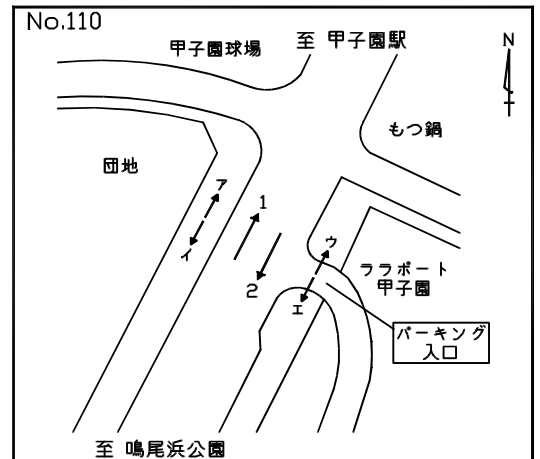 No.110
甲子園球場
至 甲子園駅
N
もつ鍋
団地
ア
1
イ
2
ウ
エ
ララポート
甲子園
パーキング
入口
至 鳴尾浜公園